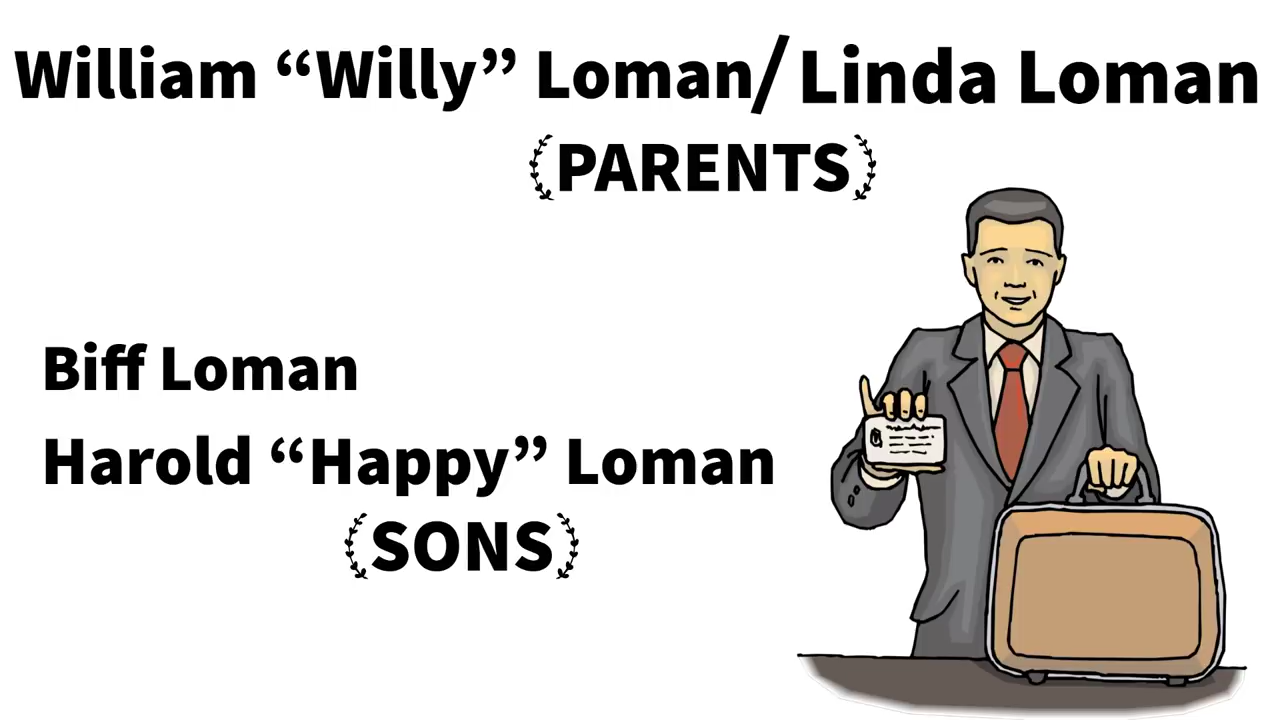 William “Willy” Loman/ Linda Loman
(PARENTS)
Biff Loman
Harold “Happy” Loman
(SONS)